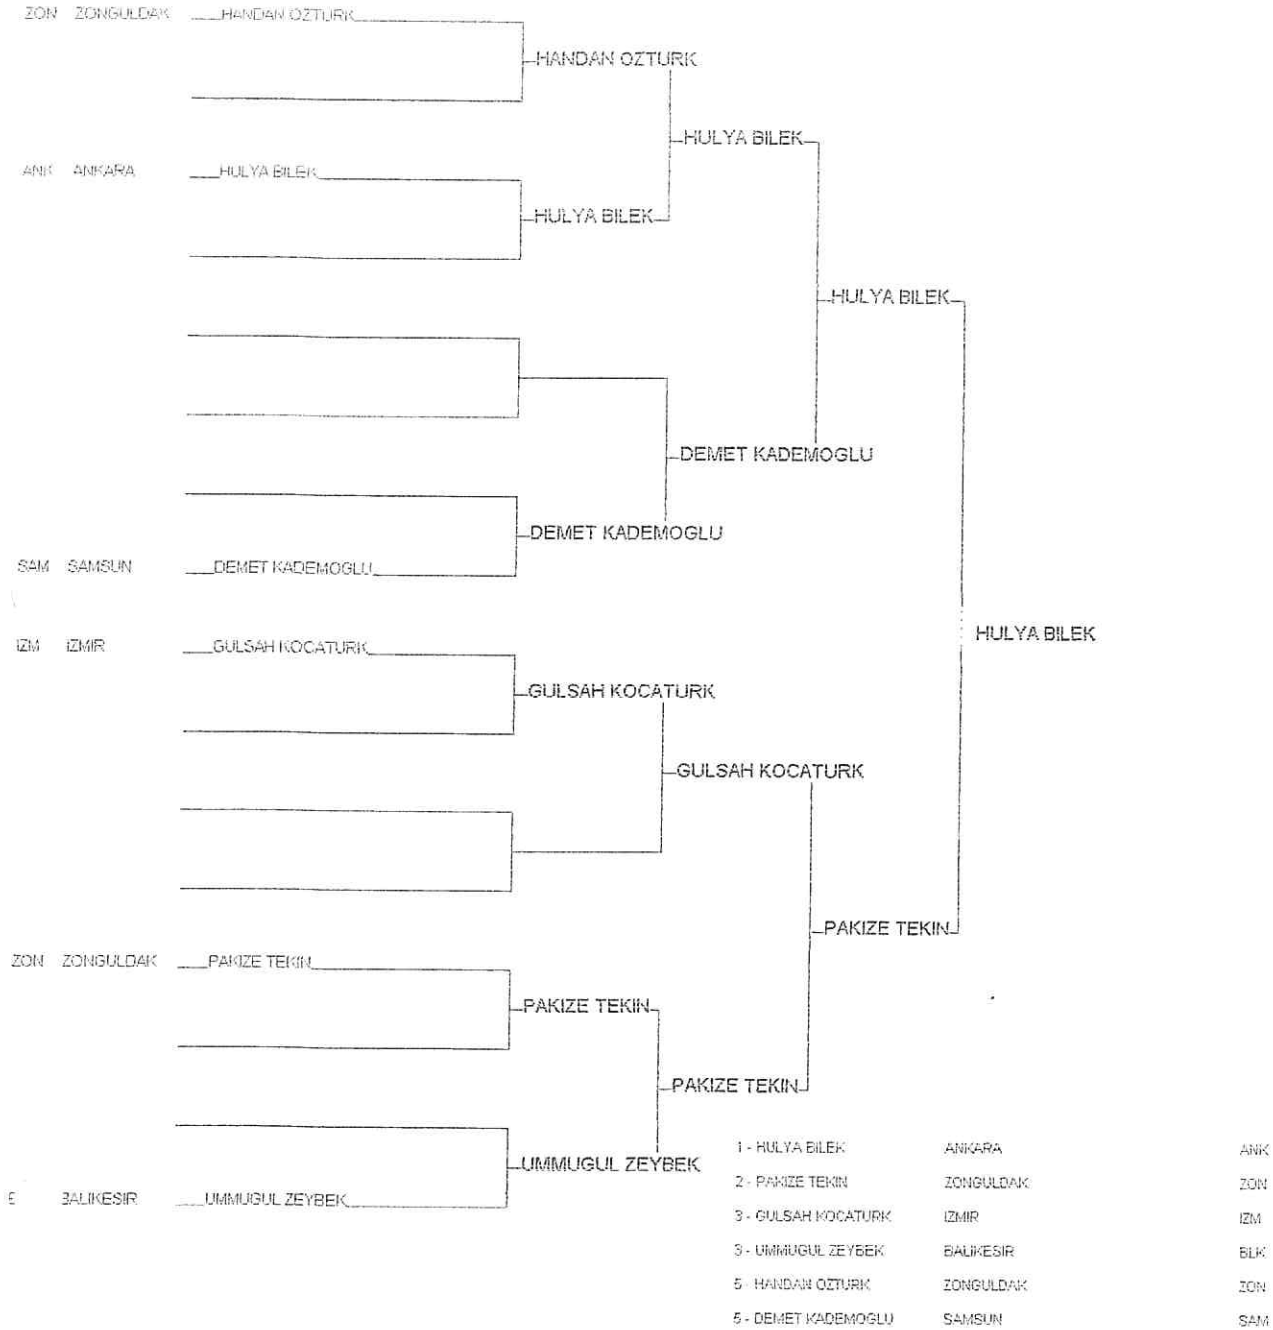 ZON ZONGULDAK HANDAN OZTURK
HANDAN OZTURK
HULYA BILEK
ANK ANKARA HULYA BILEK
HULYA BILEK
HULYA BILEK
DEMET KADEMOGLU
DEMET KADEMOGLU
SAM SAMSUN DEMET KADEMOGLU
HULYA BILEK
IZM IZMIR GULSAH KOCATURK
GULSAH KOCATURK
GULSAH KOCATURK
PAKIZE TEKIN
ZON ZONGULDAK PAKIZE TEKIN
PAKIZE TEKIN
PAKIZE TEKIN
UMMUGUL ZEYBEK
BALIKESIR UMMUGUL ZEYBEK
1 - HULYA BILEK ANKARA ANK
2 - PAKIZE TEKIN ZONGULDAK ZON
3 - GULSAH KOCATURK IZMIR IZM
3 - UMMUGUL ZEYBEK BALIKESIR BLK
5 - HANDAN OZTURK ZONGULDAK ZON
5 - DEMET KADEMOGLU SAMSUN SAM